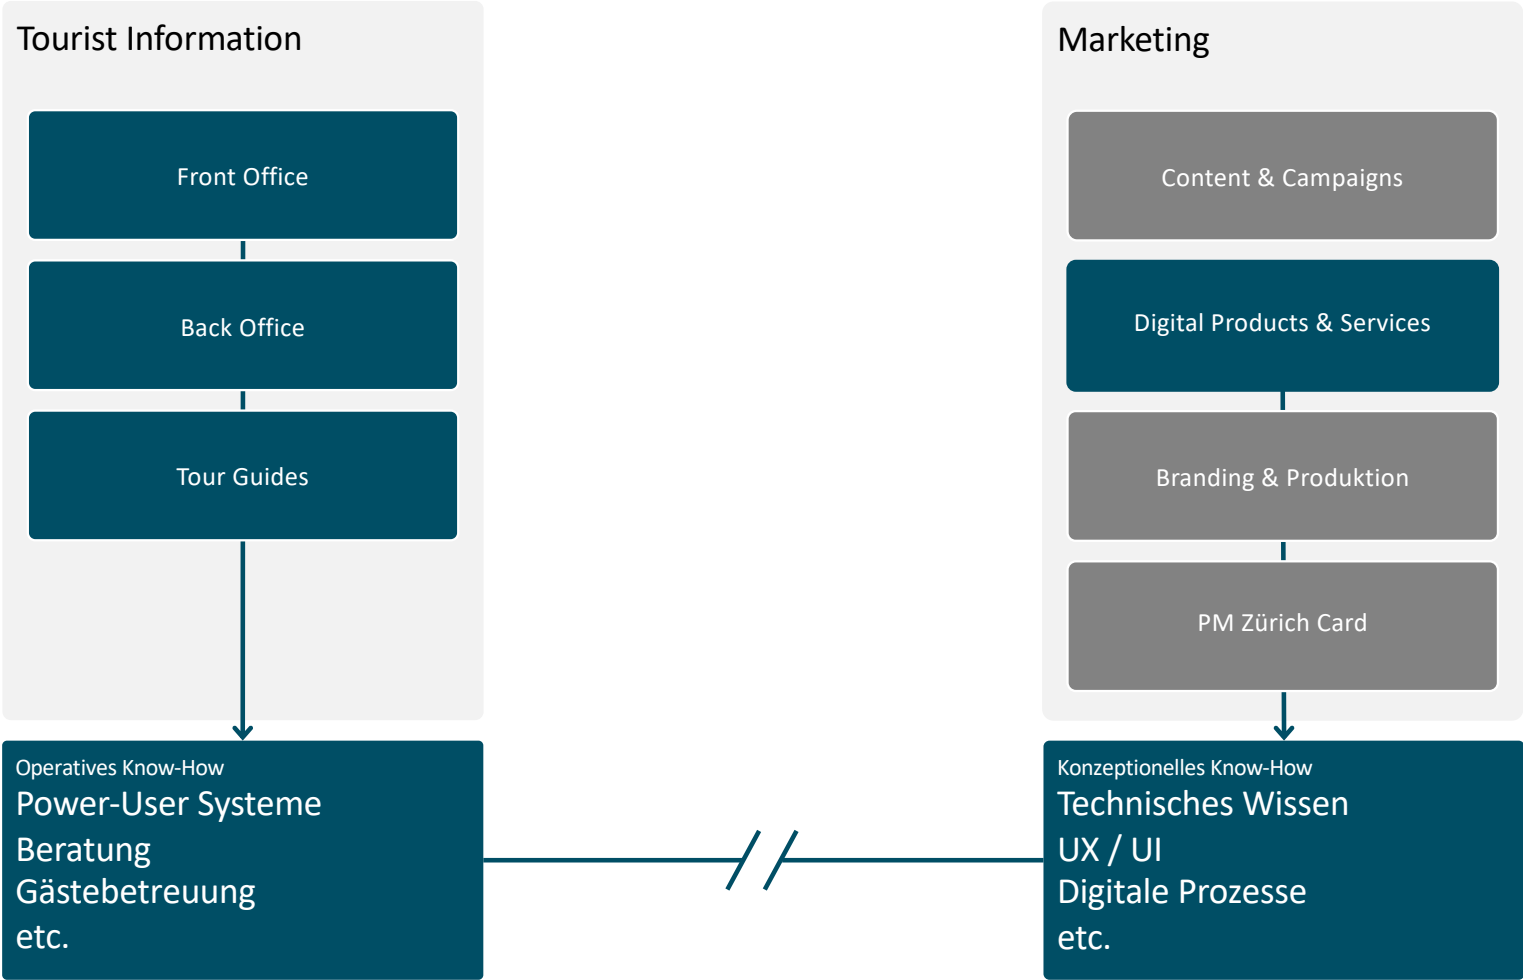 Tourist Information
Front Office
Back Office
Tour Guides
Operatives Know-How
Power-User Systeme
Beratung
Gästebetreuung
etc.
Marketing
Content & Campaigns
Digital Products & Services
Branding & Produktion
PM Zürich Card
Konzeptionelles Know-How
Technisches Wissen
UX / UI
Digitale Prozesse
etc.